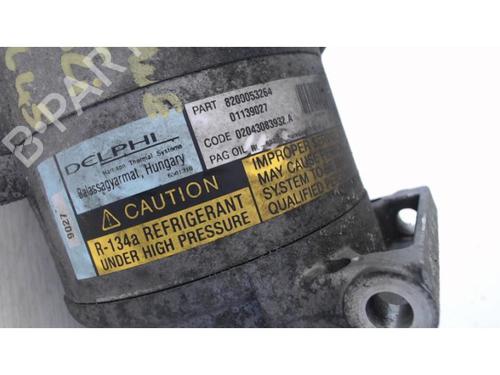 DELPHI
Harrison Thermal Systems
Balassagyarmat, Hungary
PART 8200053264
01139027
CODE 02043083932 A
PAG OIL
CAUTION
R-134a REFRIGERANT
UNDER HIGH PRESSURE
IMPROPER
MAY CAUSE
SYSTEM TO
QUALIFIED
9027
B-PARTS